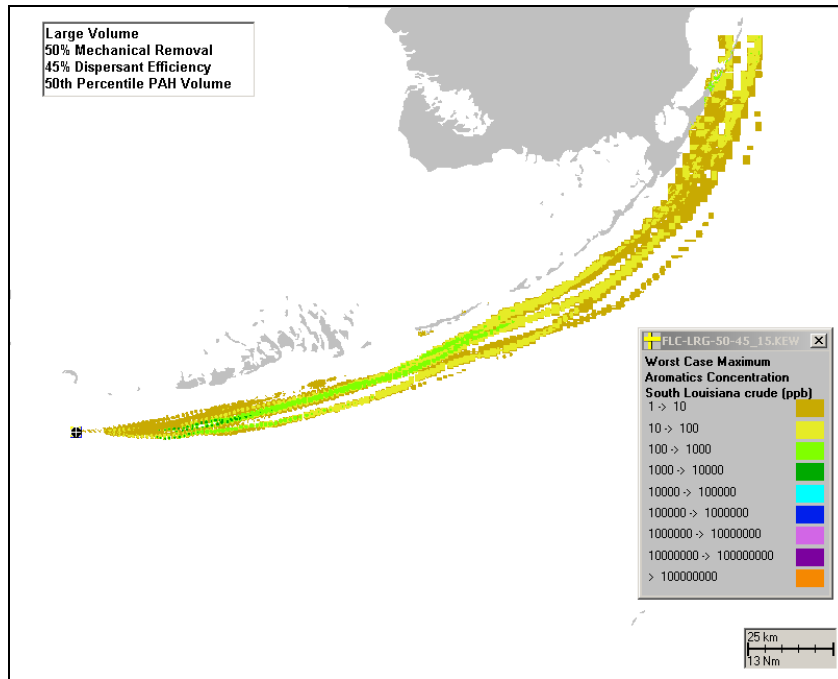 Large Volume
50% Mechanical Removal
45% Dispersant Efficiency
50th Percentile PAH Volume
FLC-LRG-50-45_15.KEW
Worst Case Maximum
Aromatics Concentration
South Louisiana crude (ppb)
1 -> 10
10 -> 100
100 -> 1000
1000 -> 10000
10000 -> 100000
100000 -> 1000000
1000000 -> 10000000
10000000 -> 100000000
> 100000000
25 km
13 Nm